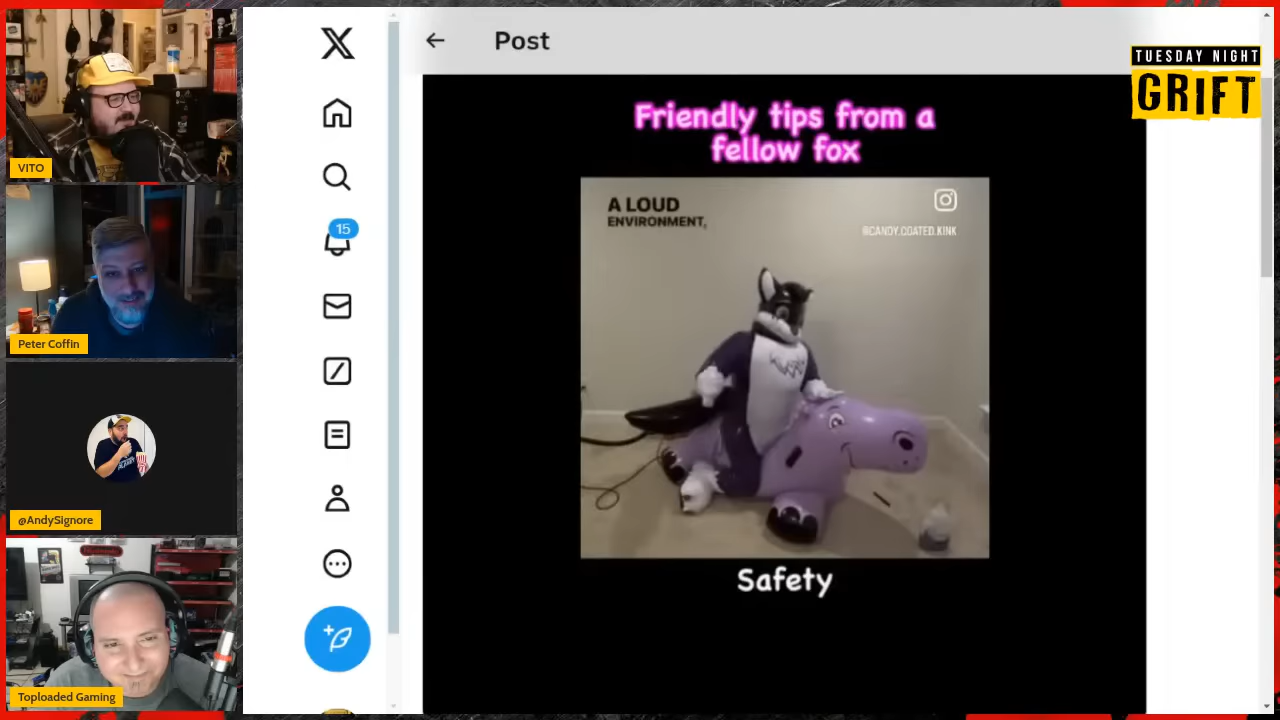 VITO
Peter Coffin
@AndySignore
Toploaded Gaming
X
15
Post
Friendly tips from a
fellow fox
A LOUD
ENVIRONMENT,
@CANDY.COATED.KINK
Safety
TUESDAY NIGHT
GRIFT